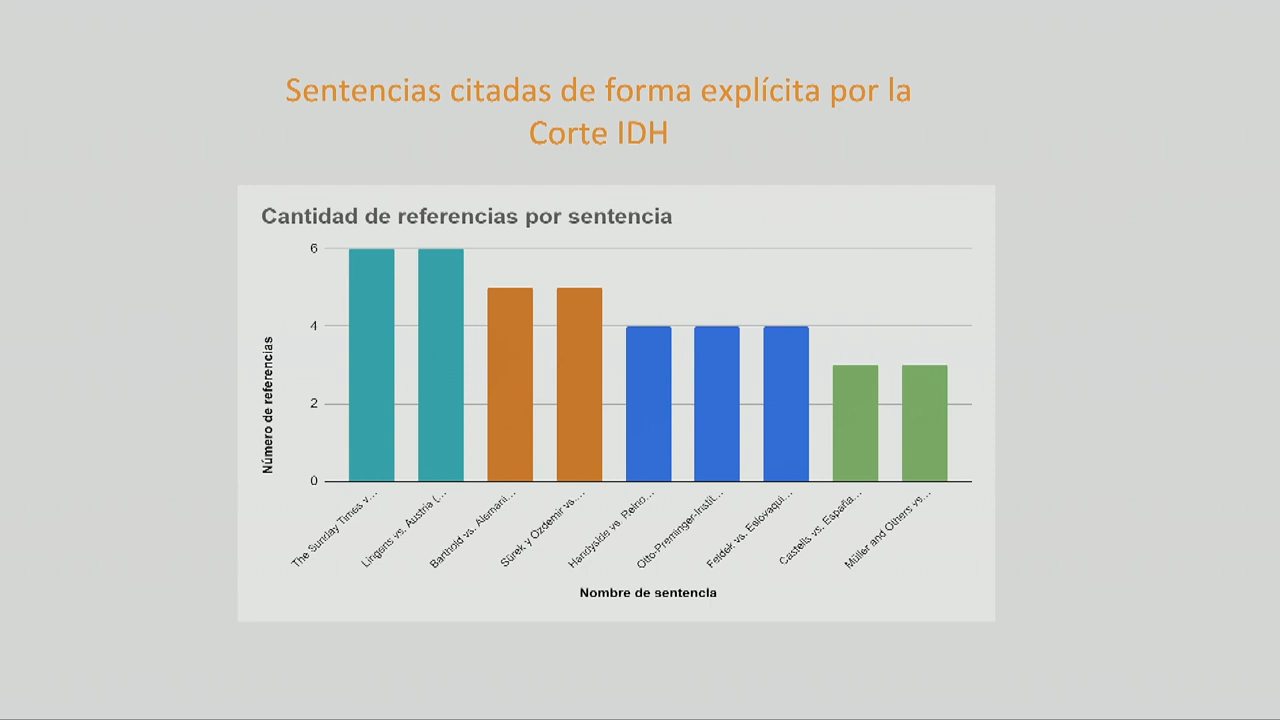 Sentencias citadas de forma explícita por la
Corte IDH
Cantidad de referencias por sentencia
6
4
2
0
Número de referencias
The Sunday Times v...
Lingens vs. Austria (...
Barthold vs. Alemani...
Sürek y Ozdemir vs....
Handyside vs. Reino...
Otto-Preminger-Instit...
Feldek vs. Eslovaqui...
Castells vs. España...
Müller and Others vs...
Nombre de sentencia